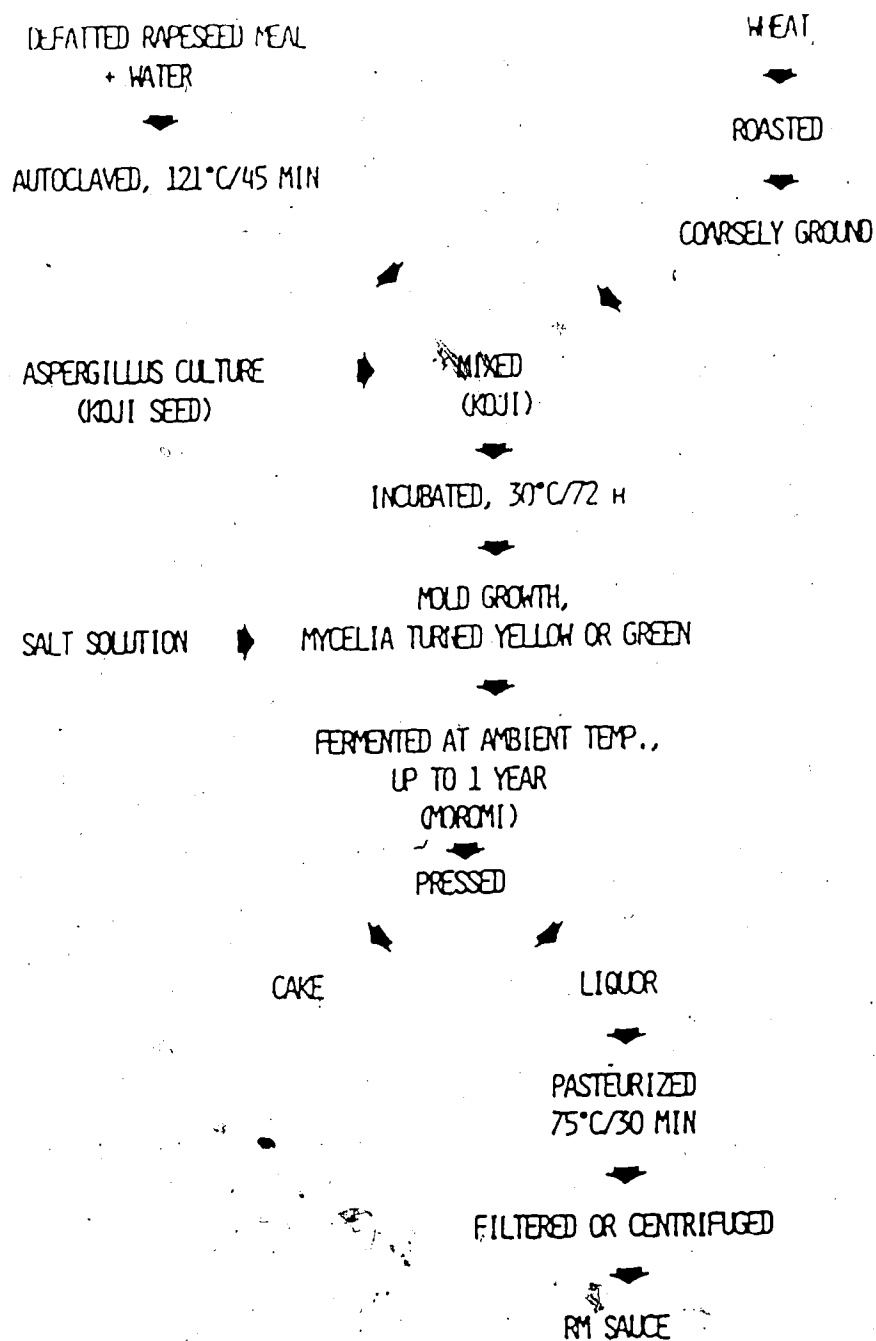 DEFATTED RAPESEED MEAL
+ WATER
AUTOCLAVED, 121°C/45 MIN
WHEAT
ROASTED
COARSELY GROUND
ASPERGILLUS CULTURE
(KOJI SEED)
MIXED
(KOJI)
INCUBATED, 30°C/72 H
MOLD GROWTH,
MYCELIA TURNED YELLOW OR GREEN
SALT SOLUTION
FERMENTED AT AMBIENT TEMP.,
UP TO 1 YEAR
(MOROMI)
PRESSED
CAKE
LIQUOR
PASTEURIZED
75°C/30 MIN
FILTERED OR CENTRIFUGED
RM SAUCE